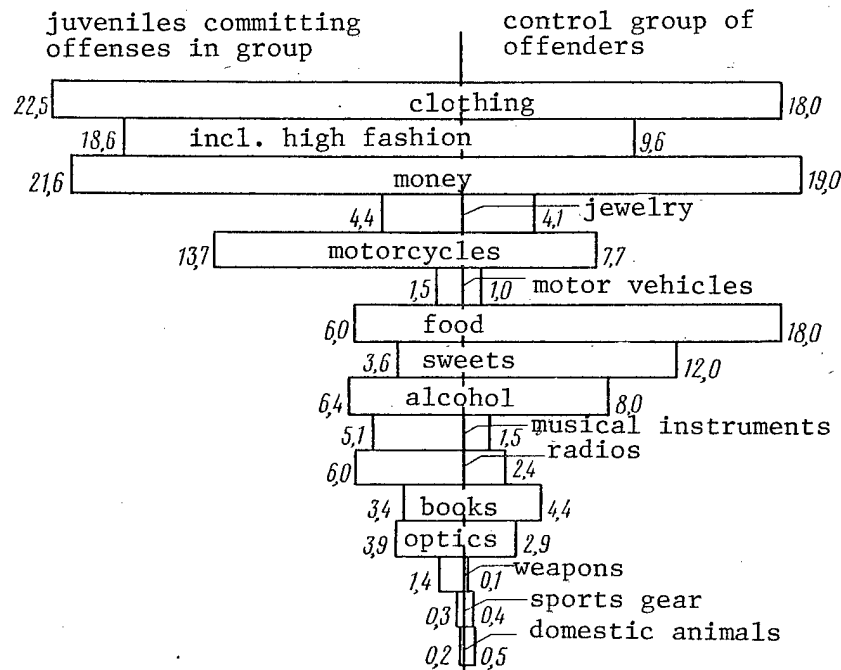 juveniles committing
offenses in group
control group of
offenders
22,5 clothing 18,0
18,6 incl. high fashion 9,6
21,6 money 19,0
4,4 4,1 jewelry
13,7 motorcycles 7,7
1,5 1,0 motor vehicles
6,0 food 18,0
3,6 sweets 12,0
6,4 alcohol 8,0
5,1 1,5 musical instruments
6,0 2,4 radios
3,4 books 4,4
3,9 optics 2,9
1,4 0,1 weapons
0,3 0,4 sports gear
0,2 0,5 domestic animals